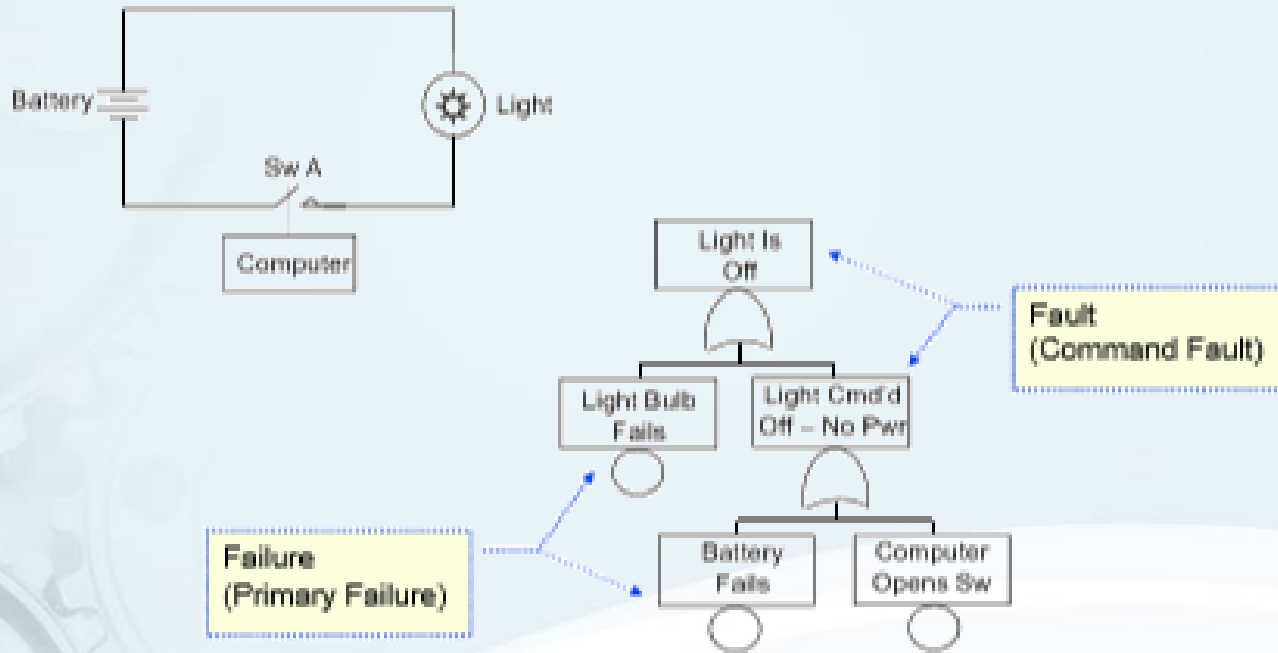 Battery
Light
Sw A
Computer
Light Is
Off
Fault
(Command Fault)
Light Bulb
Fails
Light Cmd'd
Off – No Pwr
Failure
(Primary Failure)
Battery
Fails
Computer
Opens Sw